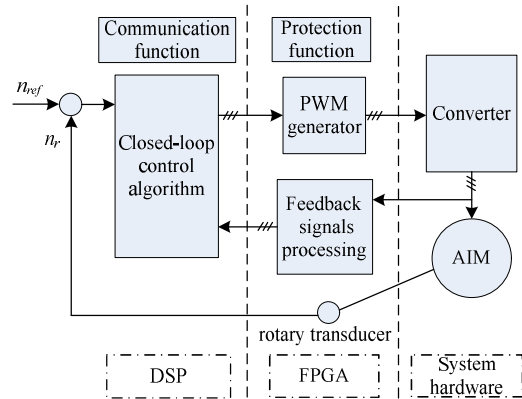 Communication
function
Protection
function
n_ref
n_r
Closed-loop
control
algorithm
PWM
generator
Converter
Feedback
signals
processing
AIM
rotary transducer
DSP
FPGA
System
hardware